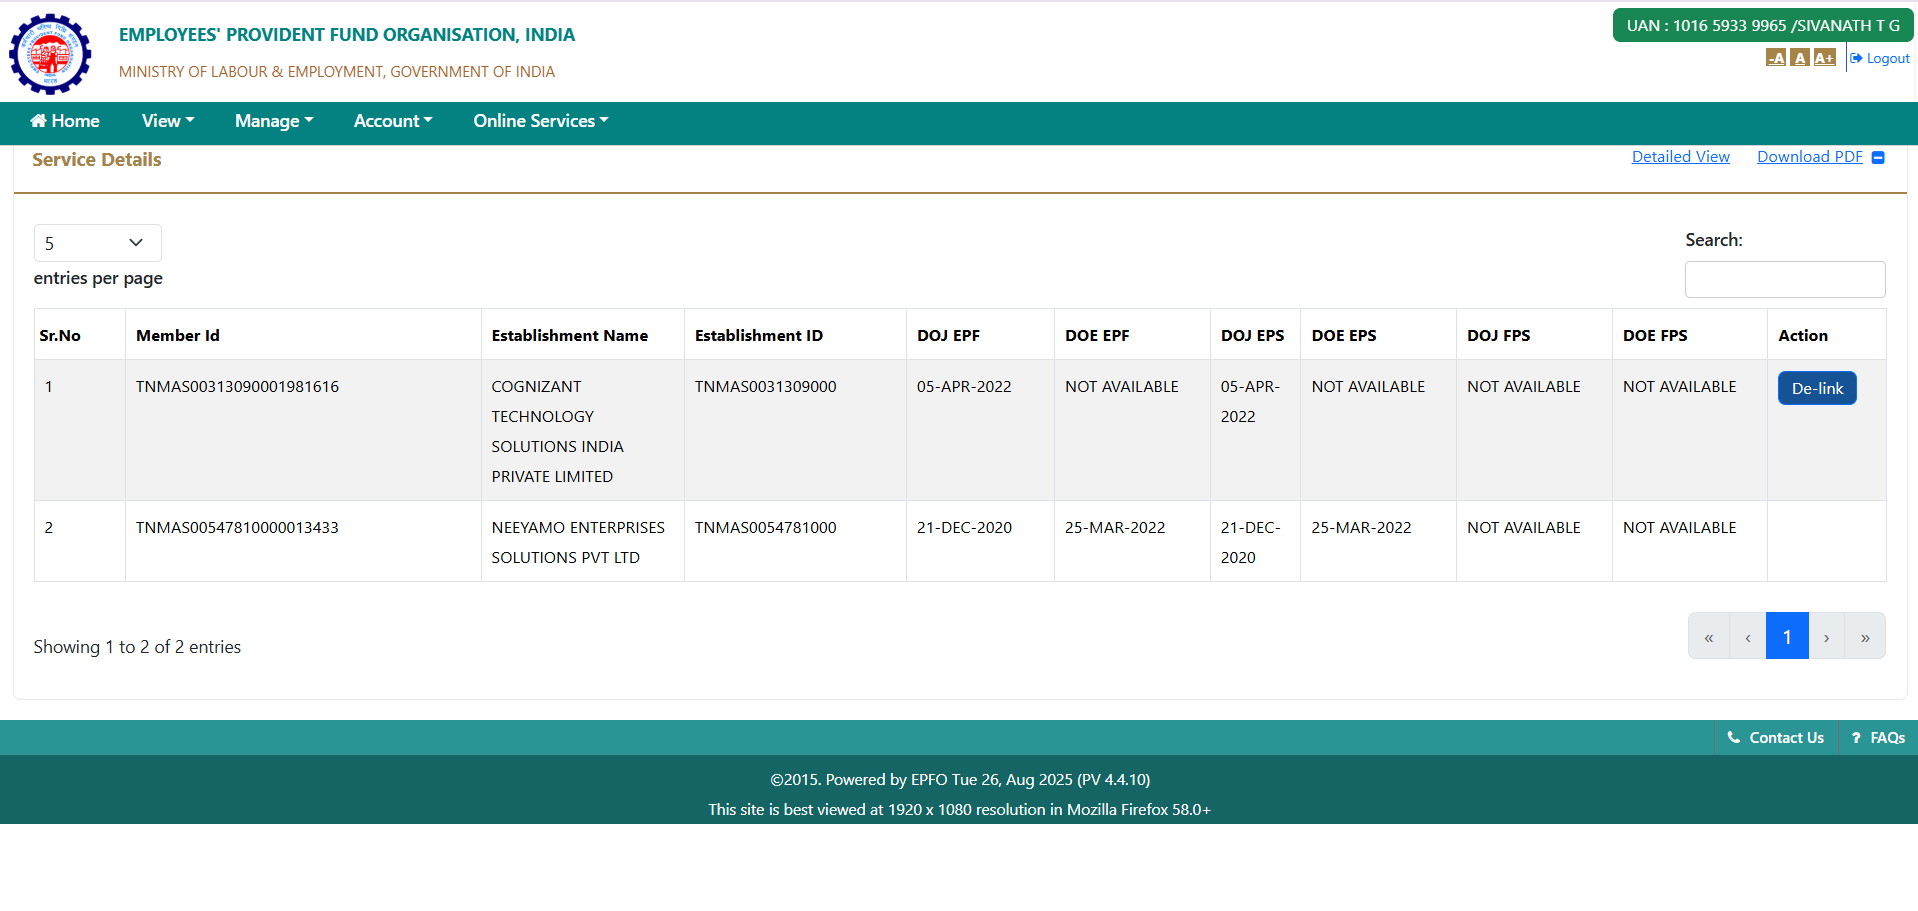 EMPLOYEES' PROVIDENT FUND ORGANISATION, INDIA
MINISTRY OF LABOUR & EMPLOYMENT, GOVERNMENT OF INDIA
UAN : 1016 5933 9965 /SIVANATH T G
-A A A+ Logout
Home View Manage Account Online Services
Service Details
Detailed View Download PDF
5
entries per page
Search:
Sr.No Member Id Establishment Name Establishment ID DOJ EPF DOE EPF DOJ EPS DOE EPS DOJ FPS DOE FPS Action
1 TNMAS00313090001981616 COGNIZANT TNMAS0031309000 05-APR-2022 NOT AVAILABLE 05-APR- NOT AVAILABLE NOT AVAILABLE NOT AVAILABLE De-link
TECHNOLOGY 2022
SOLUTIONS INDIA
PRIVATE LIMITED
2 TNMAS00547810000013433 NEEYAMO ENTERPRISES TNMAS0054781000 21-DEC-2020 25-MAR-2022 21-DEC- 25-MAR-2022 NOT AVAILABLE NOT AVAILABLE
SOLUTIONS PVT LTD 2020
Showing 1 to 2 of 2 entries
« ‹ 1 › »
Contact Us ? FAQs
©2015. Powered by EPFO Tue 26, Aug 2025 (PV 4.4.10)
This site is best viewed at 1920 x 1080 resolution in Mozilla Firefox 58.0+